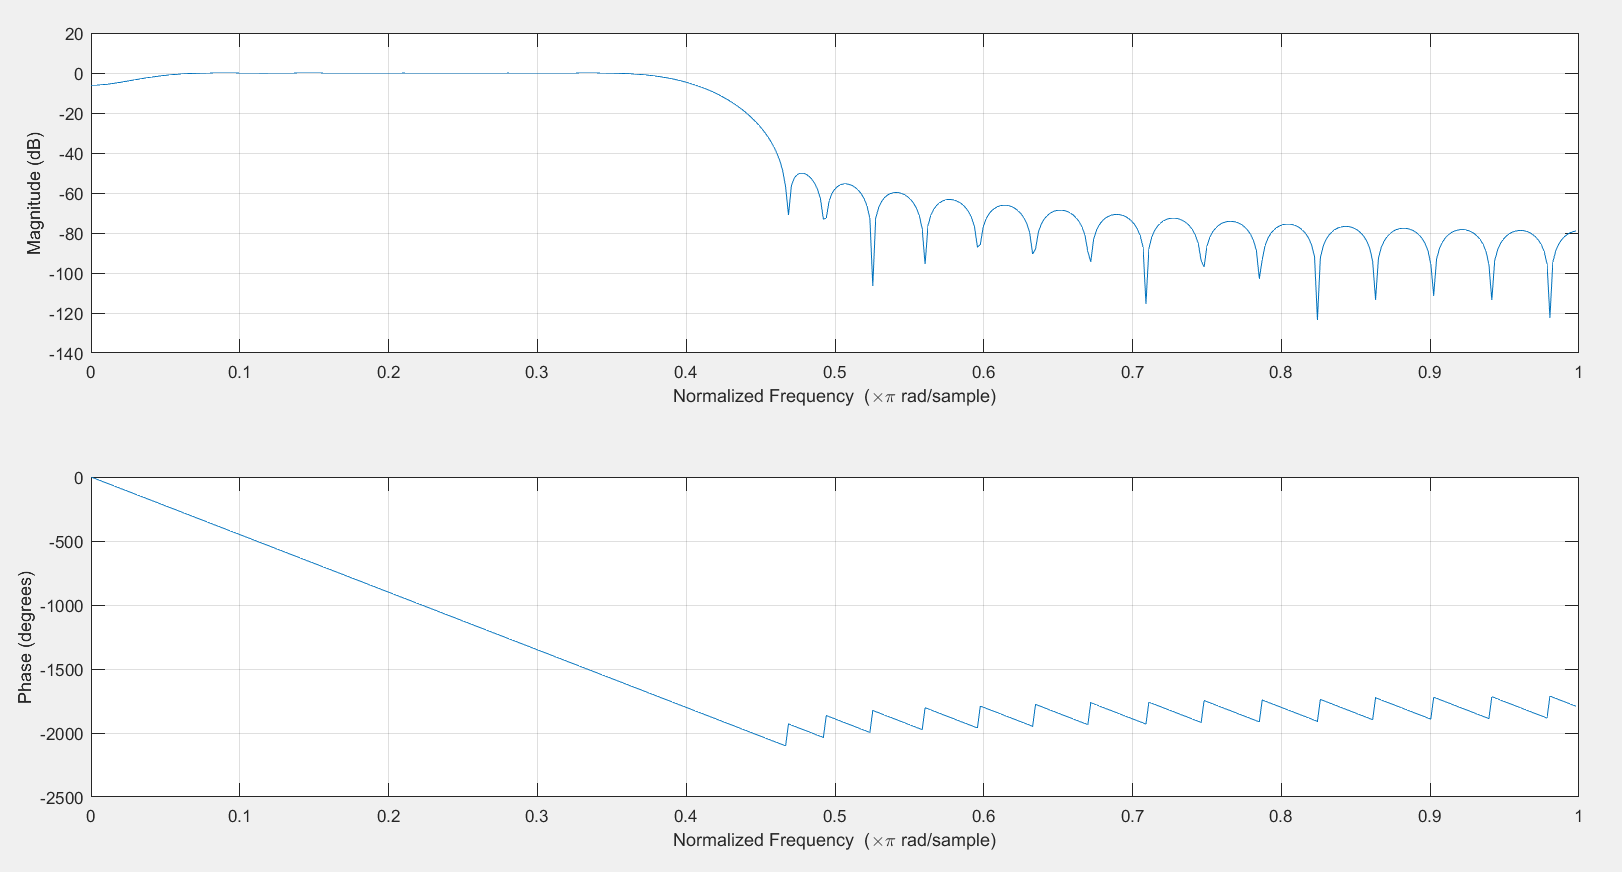 20
0
-20
-40
-60
-80
-100
-120
-140
Magnitude (dB)
0 0.1 0.2 0.3 0.4 0.5 0.6 0.7 0.8 0.9 1
Normalized Frequency (×π rad/sample)
0
-500
-1000
-1500
-2000
-2500
Phase (degrees)
0 0.1 0.2 0.3 0.4 0.5 0.6 0.7 0.8 0.9 1
Normalized Frequency (×π rad/sample)